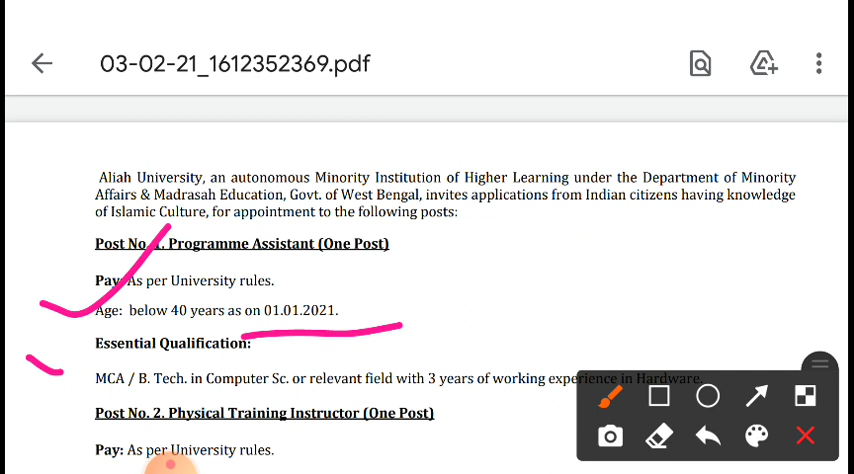 03-02-21_1612352369.pdf
Aliah University, an autonomous Minority Institution of Higher Learning under the Department of Minority
Affairs & Madrasah Education, Govt. of West Bengal, invites applications from Indian citizens having knowledge
of Islamic Culture, for appointment to the following posts:
Post No. 1. Programme Assistant (One Post)
Pay: As per University rules.
Age: below 40 years as on 01.01.2021.
Essential Qualification:
MCA / B. Tech. in Computer Sc. or relevant field with 3 years of working experience in Hardware.
Post No. 2. Physical Training Instructor (One Post)
Pay: As per University rules.